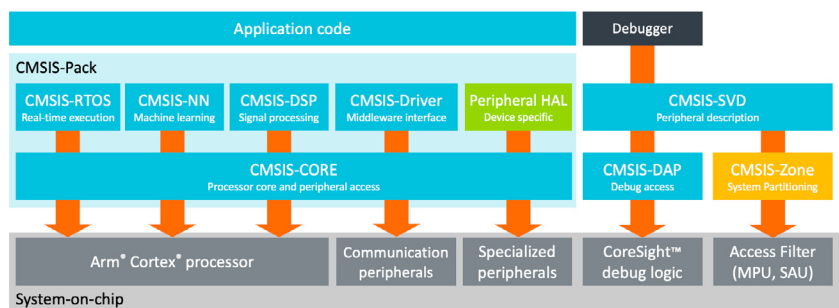 Application code
Debugger
CMSIS-Pack
CMSIS-RTOS
Real-time execution
CMSIS-NN
Machine learning
CMSIS-DSP
Signal processing
CMSIS-Driver
Middleware interface
Peripheral HAL
Device specific
CMSIS-SVD
Peripheral description
CMSIS-CORE
Processor core and peripheral access
CMSIS-DAP
Debug access
CMSIS-Zone
System Partitioning
Arm® Cortex® processor
Communication
peripherals
Specialized
peripherals
CoreSight™
debug logic
Access Filter
(MPU, SAU)
System-on-chip